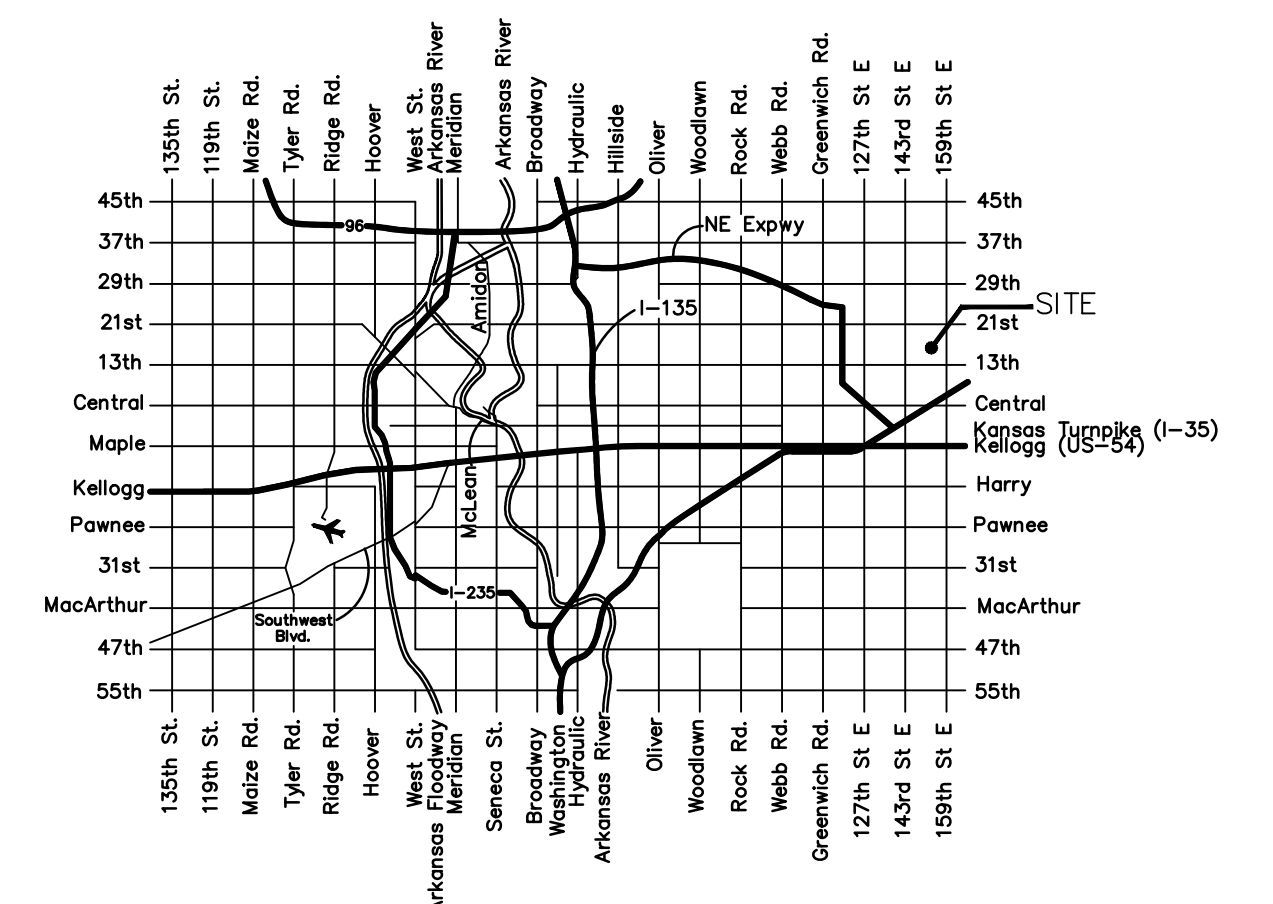 135th St.
119th St.
Maize Rd.
Tyler Rd.
Ridge Rd.
Hoover
West St.
Arkansas River
Meridian
Arkansas River
Broadway
Hydraulic
Hillside
Oliver
Woodlawn
Rock Rd.
Webb Rd.
Greenwich Rd.
127th St E
143rd St E
159th St E
45th
37th
29th
21st
13th
Central
Maple
Kellogg
Pawnee
31st
MacArthur
47th
55th
96
NE Expwy
Amidon
I-135
SITE
McLean
I-235
Southwest
Blvd.
45th
37th
29th
21st
13th
Central
Kansas Turnpike (I-35)
Kellogg (US-54)
Harry
Pawnee
31st
MacArthur
47th
55th
135th St.
119th St.
Maize Rd.
Tyler Rd.
Ridge Rd.
Hoover
West St.
Arkansas Floodway
Meridian
Seneca St.
Broadway
Washington
Hydraulic
Arkansas River
Oliver
Woodlawn
Rock Rd.
Webb Rd.
Greenwich Rd.
127th St E
143rd St E
159th St E